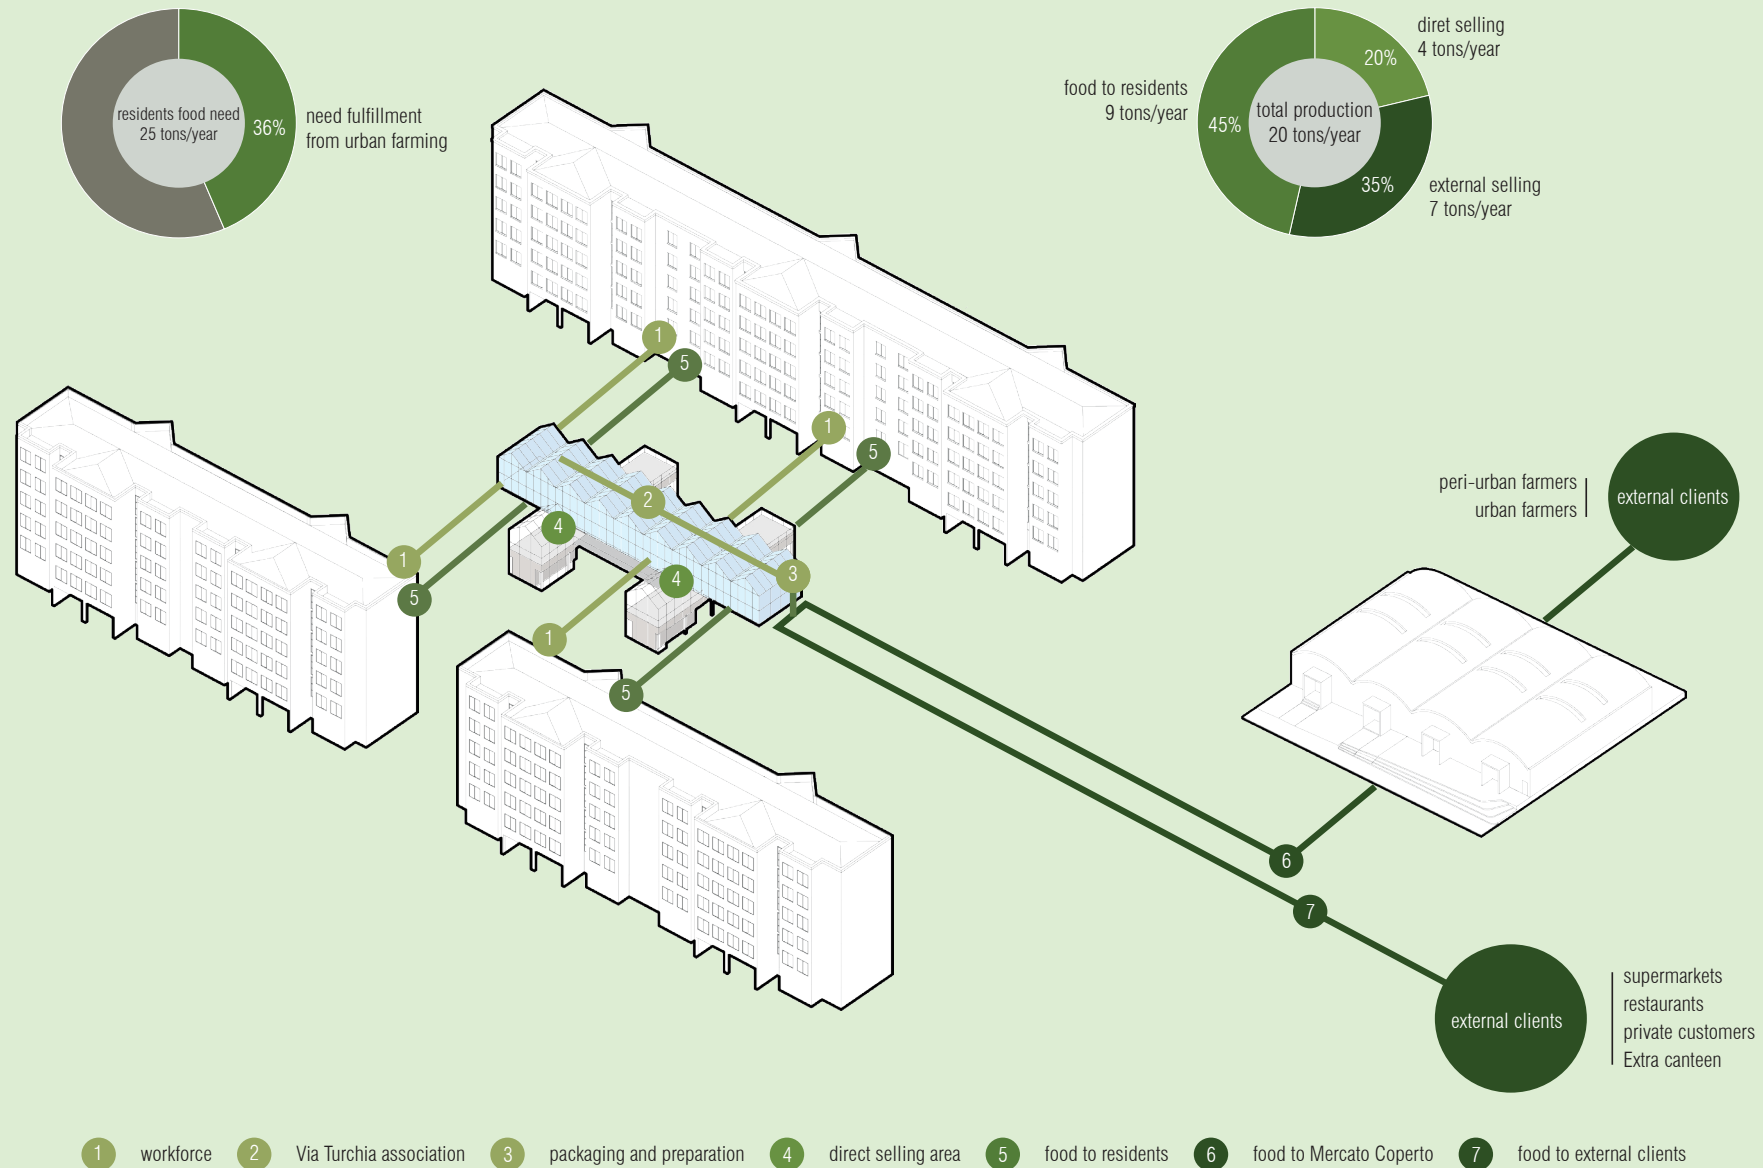 residents food need
25 tons/year
36%
need fulfillment
from urban farming
diret selling
4 tons/year
20%
food to residents
9 tons/year
45%
total production
20 tons/year
35%
external selling
7 tons/year
1
5
1
5
2
4
3
4
1
5
1
5
peri-urban farmers
urban farmers
external clients
6
7
external clients
supermarkets
restaurants
private customers
Extra canteen
1 workforce 2 Via Turchia association 3 packaging and preparation 4 direct selling area 5 food to residents 6 food to Mercato Coperto 7 food to external clients